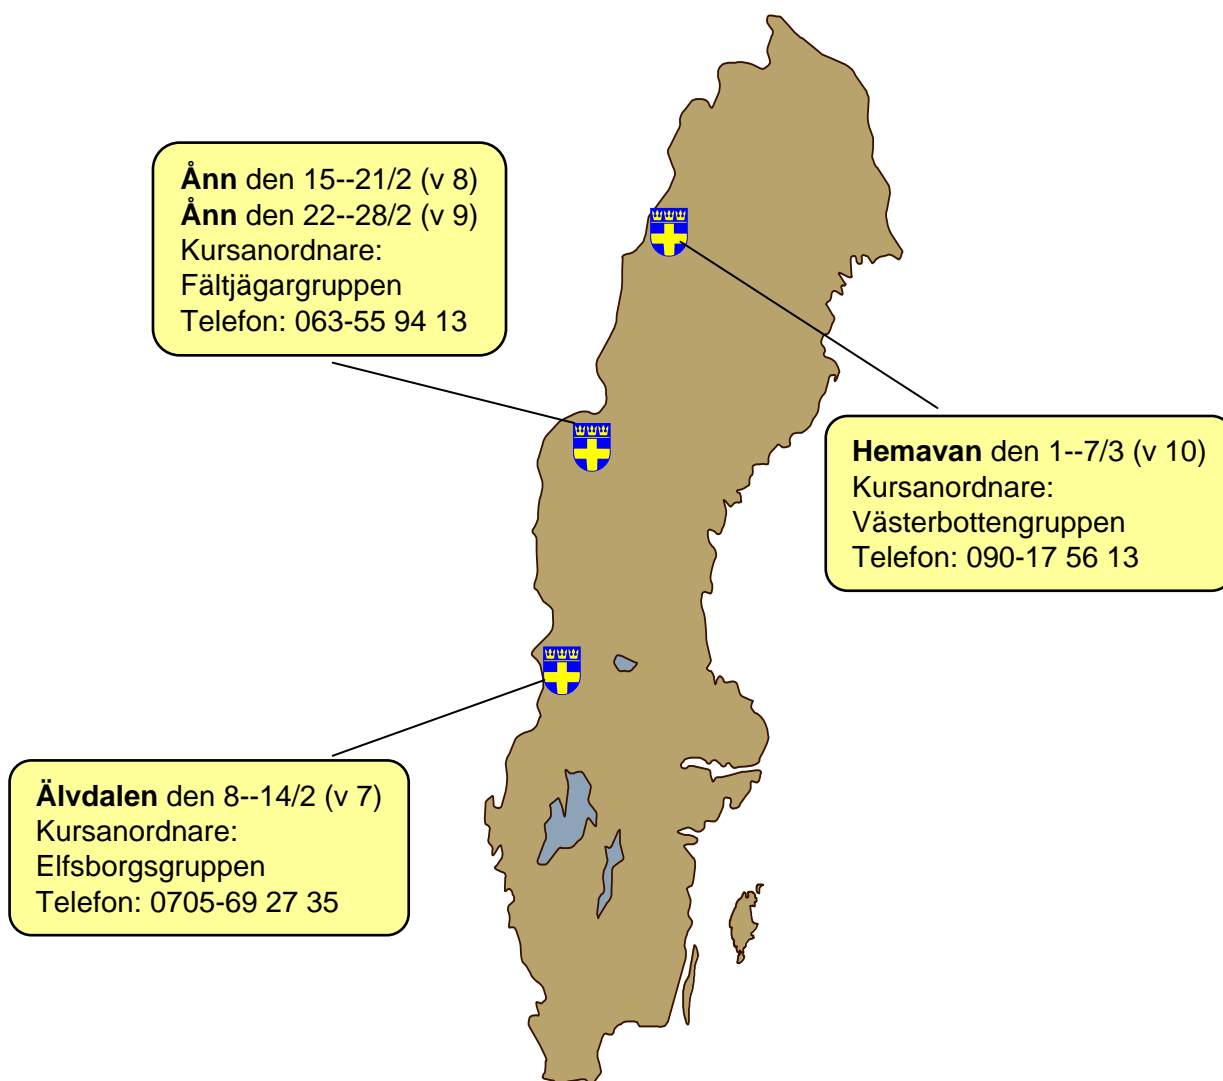 Ånn den 15--21/2 (v 8)
Ånn den 22--28/2 (v 9)
Kursanordnare:
Fältjägargruppen
Telefon: 063-55 94 13
Hemavan den 1--7/3 (v 10)
Kursanordnare:
Västerbottengruppen
Telefon: 090-17 56 13
Älvdalen den 8--14/2 (v 7)
Kursanordnare:
Elfsborgsgruppen
Telefon: 0705-69 27 35